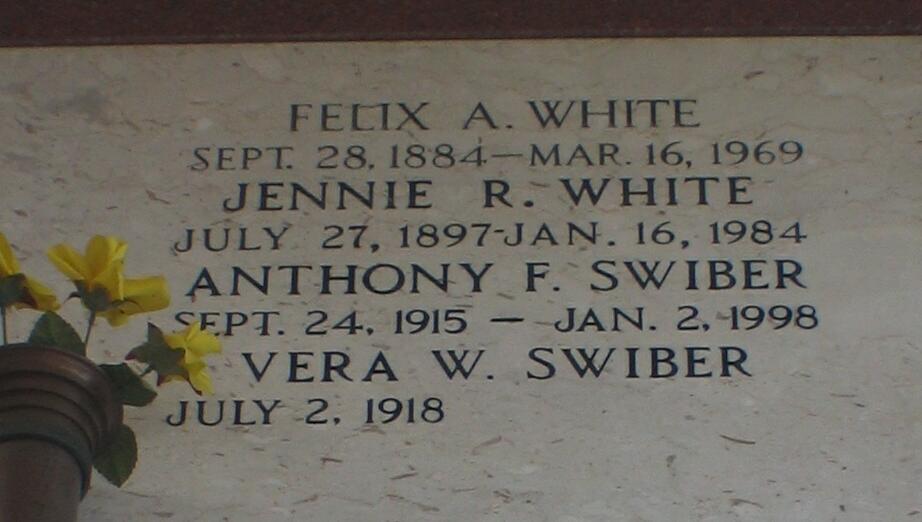 FELIX A. WHITE
SEPT. 28, 1884—MAR. 16, 1969
JENNIE R. WHITE
JULY 27, 1897-JAN. 16, 1984
ANTHONY F. SWIBER
SEPT. 24, 1915 — JAN. 2, 1998
VERA W. SWIBER
JULY 2, 1918